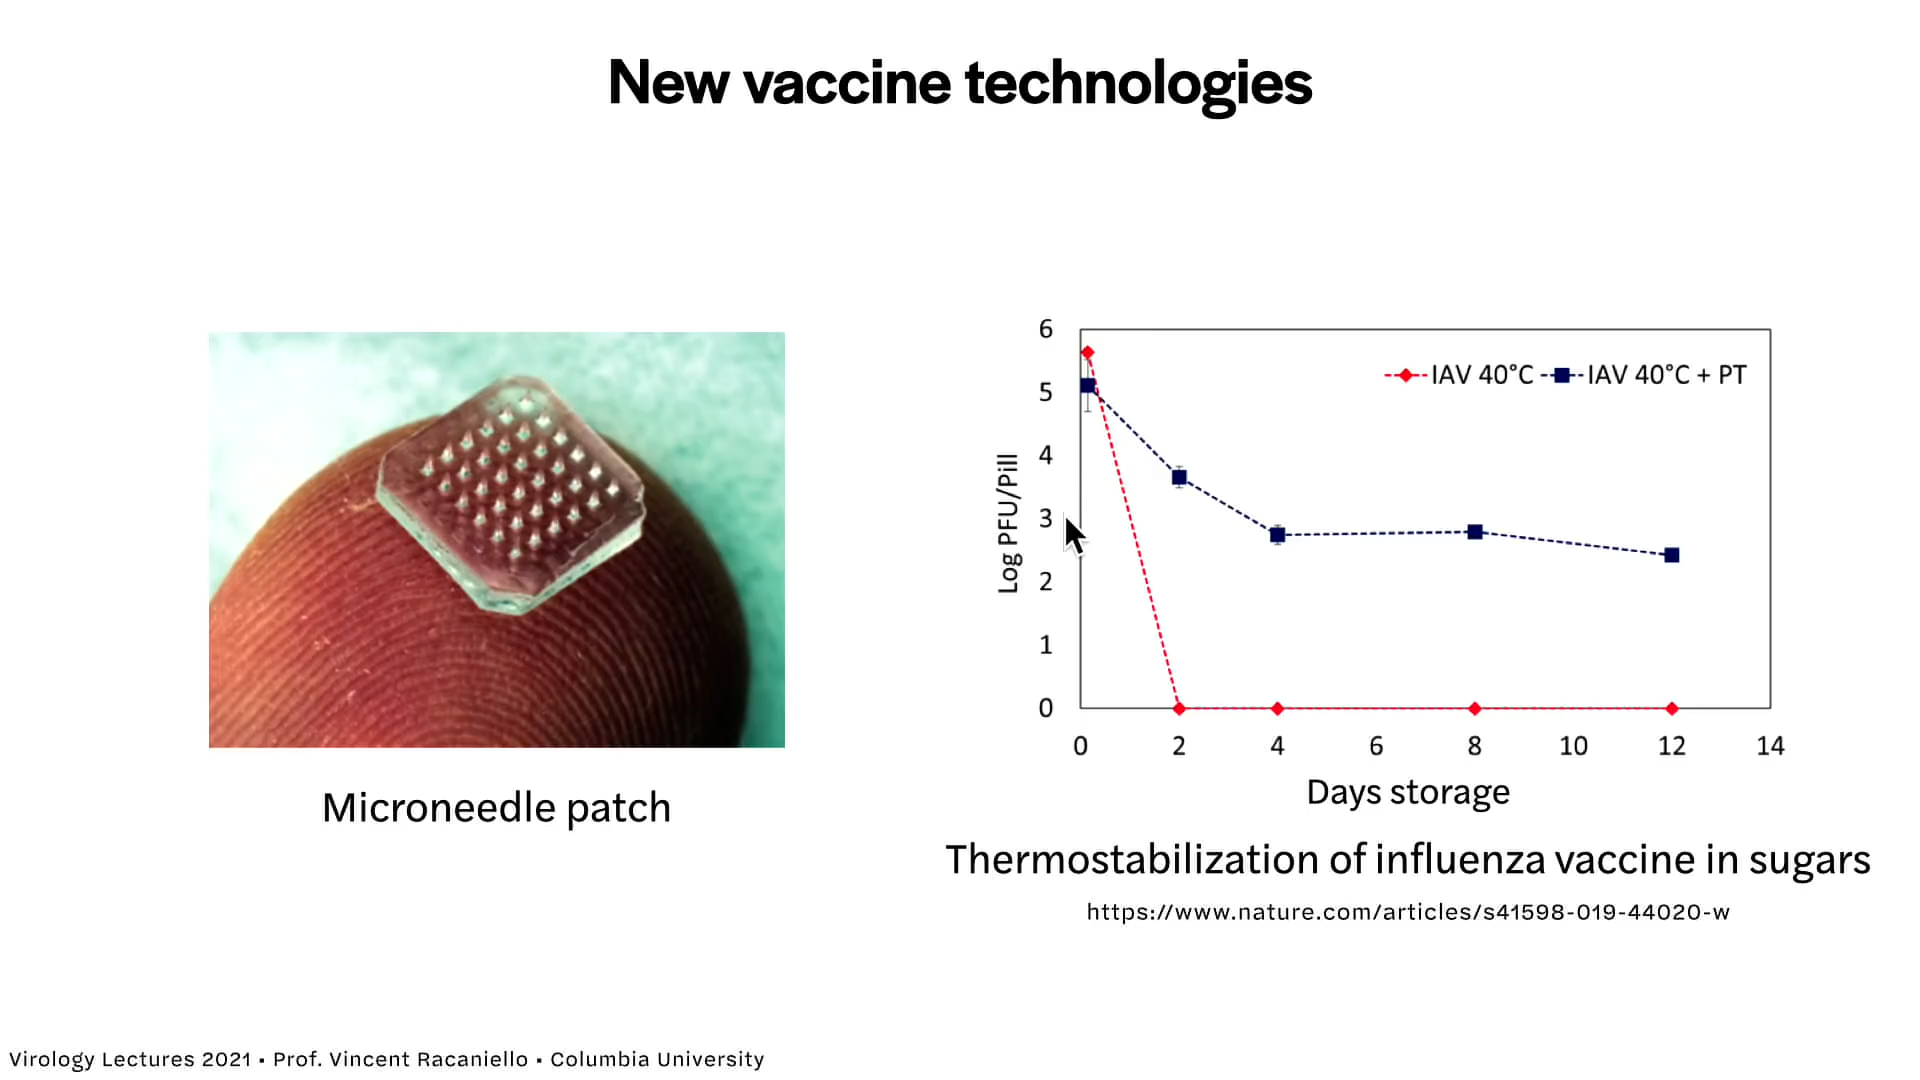 New vaccine technologies
Microneedle patch
6
5
4
3
2
1
0
Log PFU/Pill
IAV 40°C IAV 40°C + PT
0 2 4 6 8 10 12 14
Days storage
Thermostabilization of influenza vaccine in sugars
https://www.nature.com/articles/s41598-019-44020-w
Virology Lectures 2021 • Prof. Vincent Racaniello • Columbia University